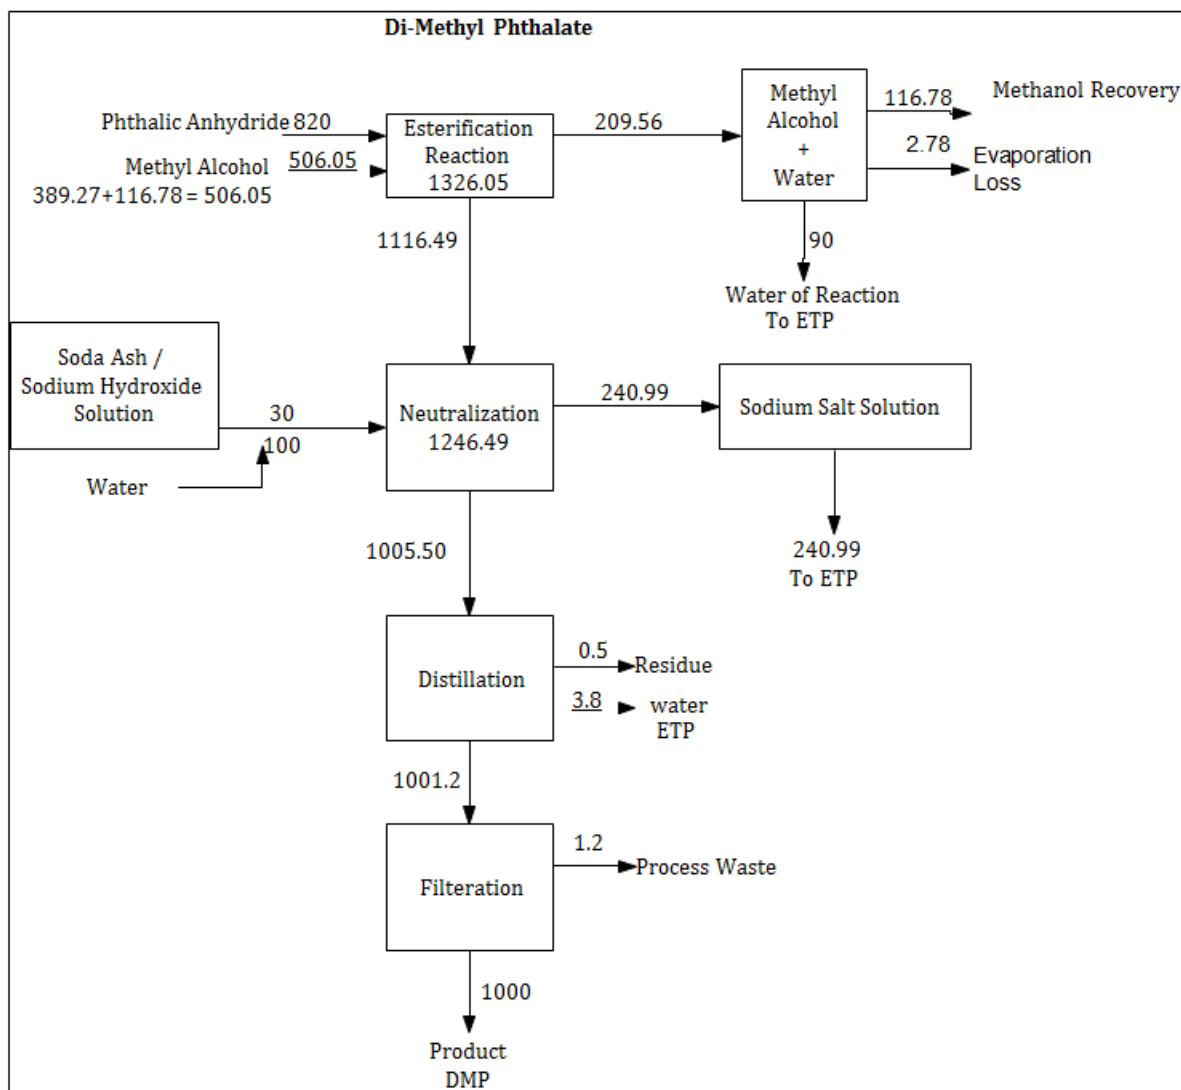 Di-Methyl Phthalate
Phthalic Anhydride 820
Methyl Alcohol 506.05
389.27+116.78 = 506.05
Esterification
Reaction
1326.05
209.56
Methyl
Alcohol
+
Water
116.78
Methanol Recovery
2.78
Evaporation
Loss
90
Water of Reaction
To ETP
1116.49
Soda Ash /
Sodium Hydroxide
Solution
30
100
Water
Neutralization
1246.49
240.99
Sodium Salt Solution
240.99
To ETP
1005.50
Distillation
0.5
Residue
3.8
water
ETP
1001.2
Filteration
1.2
Process Waste
1000
Product
DMP